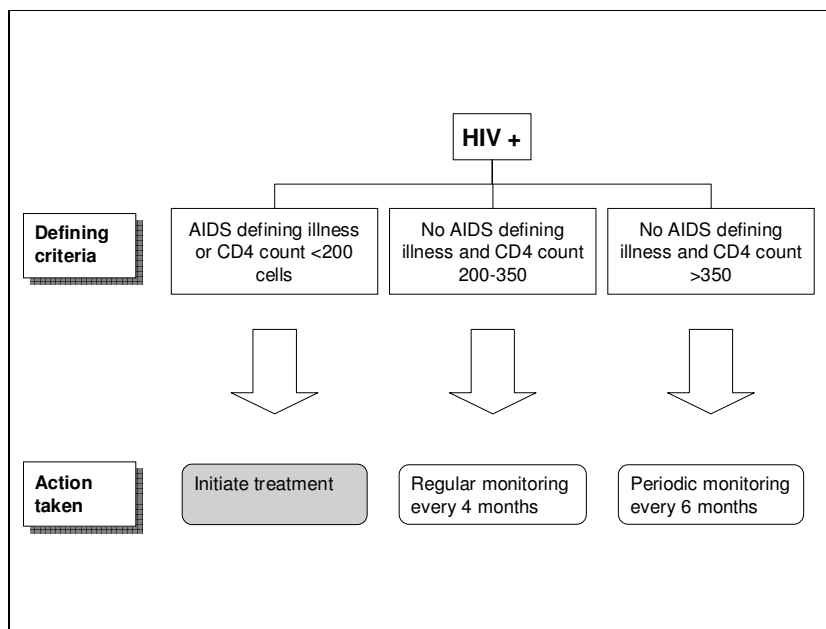 HIV +
Defining
criteria
AIDS defining illness
or CD4 count <200
cells
No AIDS defining
illness and CD4 count
200-350
No AIDS defining
illness and CD4 count
>350
Action
taken
Initiate treatment
Regular monitoring
every 4 months
Periodic monitoring
every 6 months